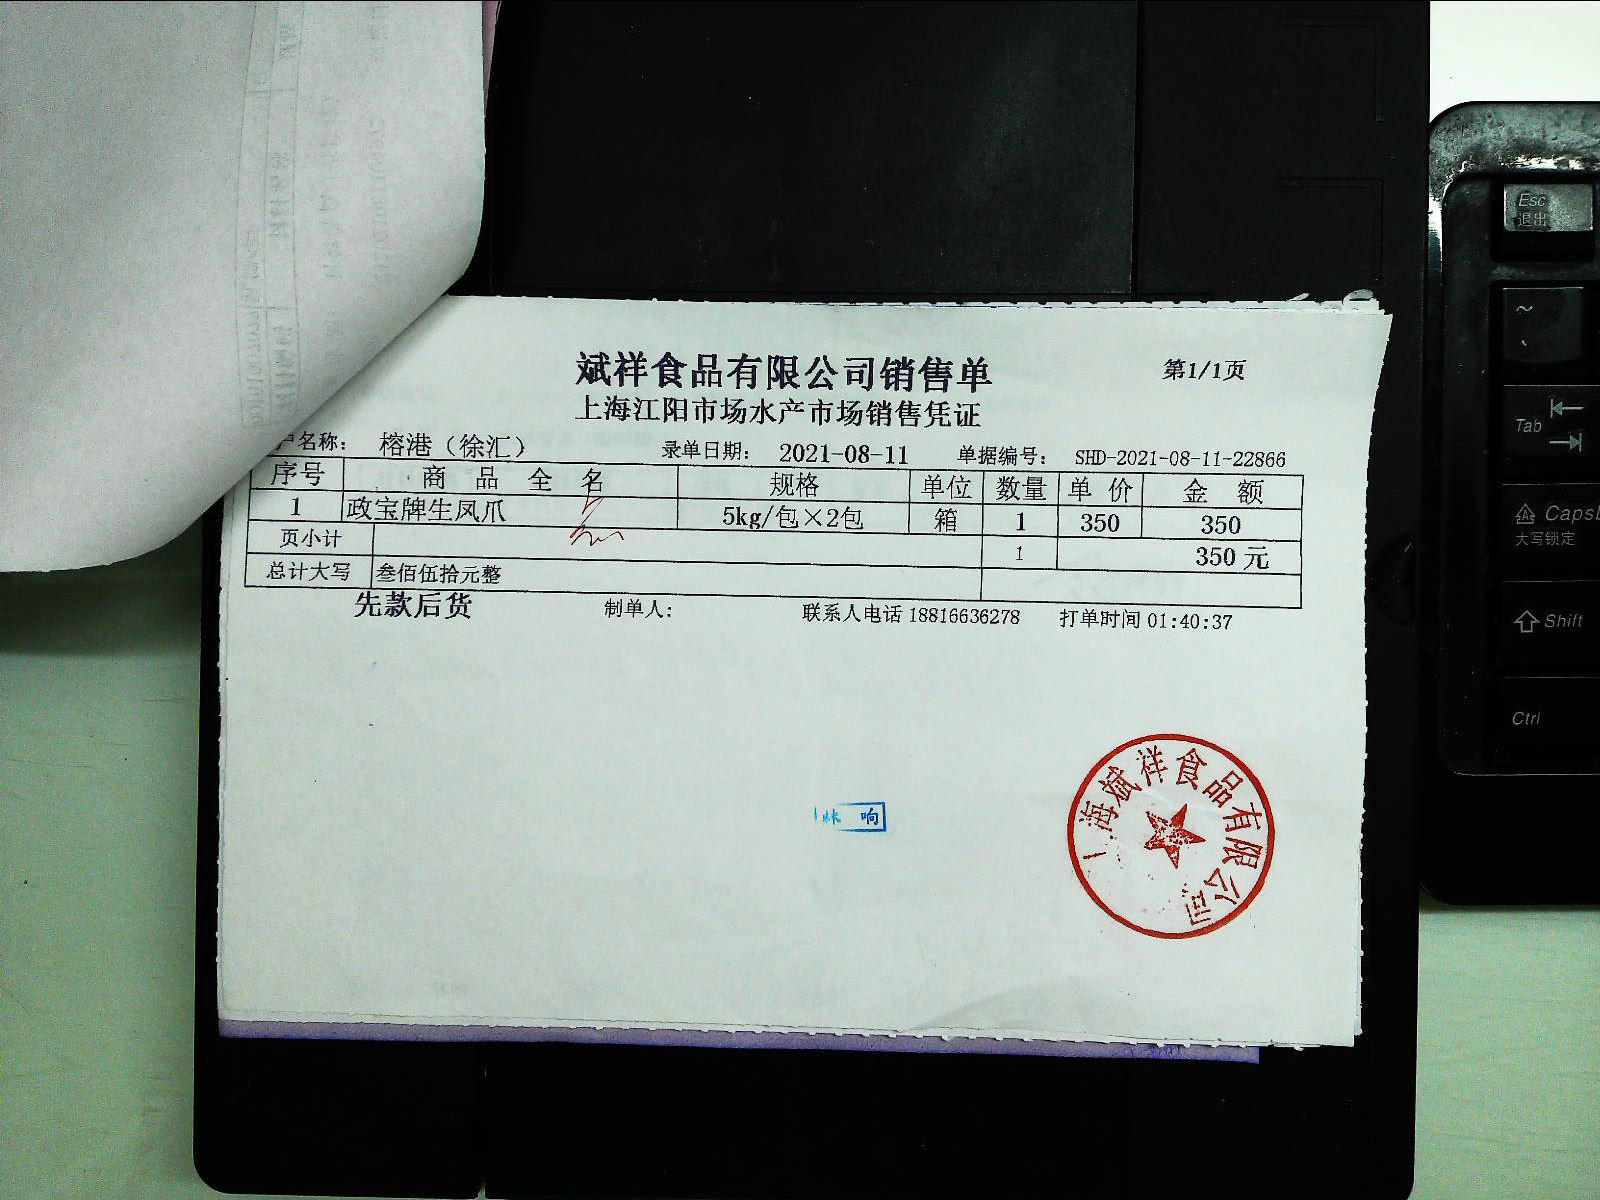 斌祥食品有限公司销售单
第1/1页
上海江阳市场水产市场销售凭证
户名称： 榕港（徐汇） 录单日期： 2021-08-11 单据编号： SHD-2021-08-11-22866
序号 商品全名 规格 单位 数量 单价 金额
1 政宝牌生凤爪 5kg/包×2包 箱 1 350 350
页小计 1 350元
总计大写 叁佰伍拾元整
先款后货 制单人: 联系人电话 18816636278 打单时间 01:40:37
上海斌祥食品有限公司
响
Esc
退出
~
Tab
Caps
大写锁定
Shift
Ctrl